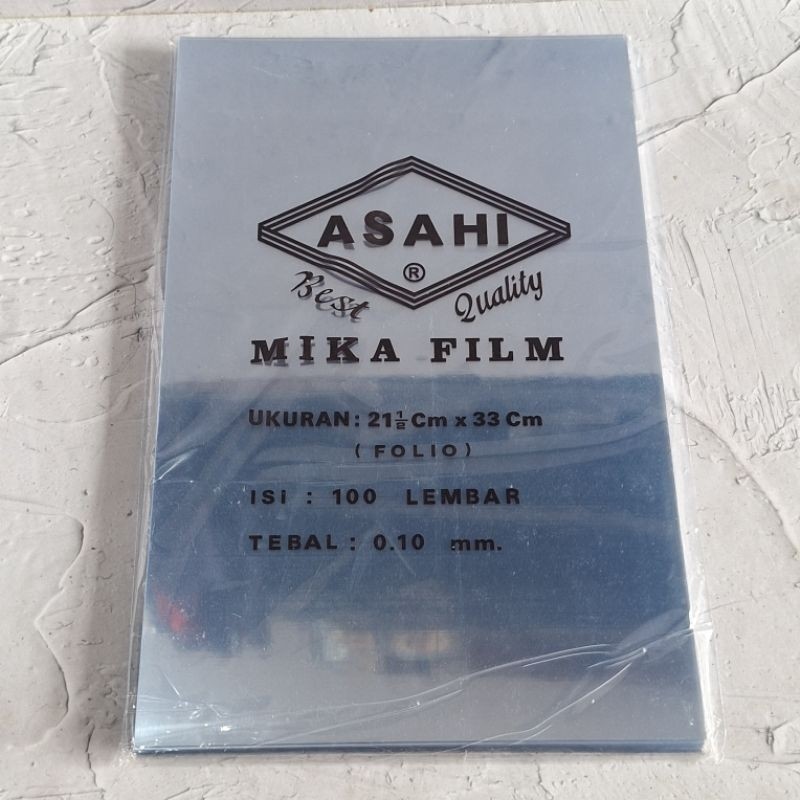 ASAHI
®
Best Quality
MIKA FILM
UKURAN: 21½ Cm x 33 Cm
(FOLIO)
ISI : 100 LEMBAR
TEBAL : 0.10 mm.